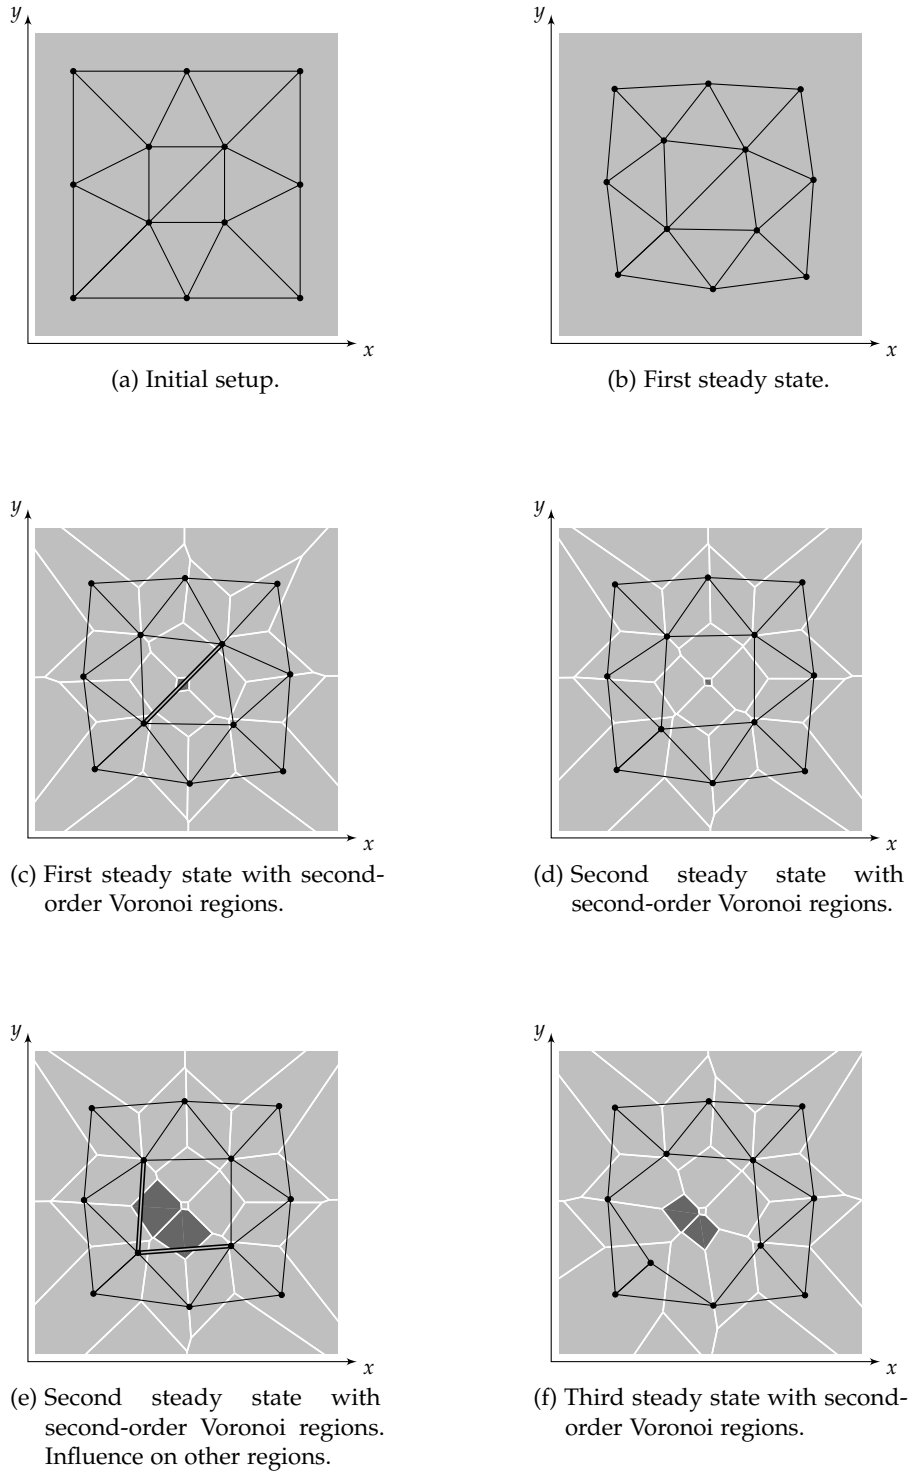 y
y
x
x
(a) Initial setup.
(b) First steady state.
y
y
x
x
(c) First steady state with second-
order Voronoi regions.
(d) Second steady state with
second-order Voronoi regions.
y
y
x
x
(e) Second steady state with
second-order Voronoi regions.
Influence on other regions.
(f) Third steady state with second-
order Voronoi regions.